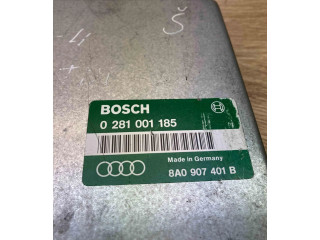 Š
BOSCH
0 281 001 185
Made in Germany
8A0 907 401 B